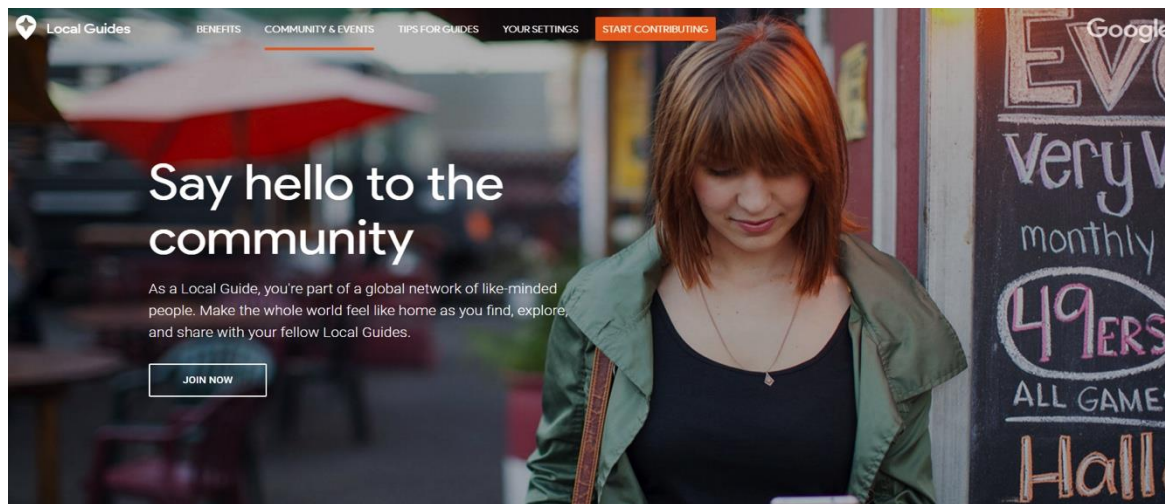 Local Guides
BENEFITS
COMMUNITY & EVENTS
TIPS FOR GUIDES
YOUR SETTINGS
START CONTRIBUTING
Google
Say hello to the
community
As a Local Guide, you're part of a global network of like-minded
people. Make the whole world feel like home as you find, explore,
and share with your fellow Local Guides.
JOIN NOW
Very
monthly
49ERS
ALL GAME